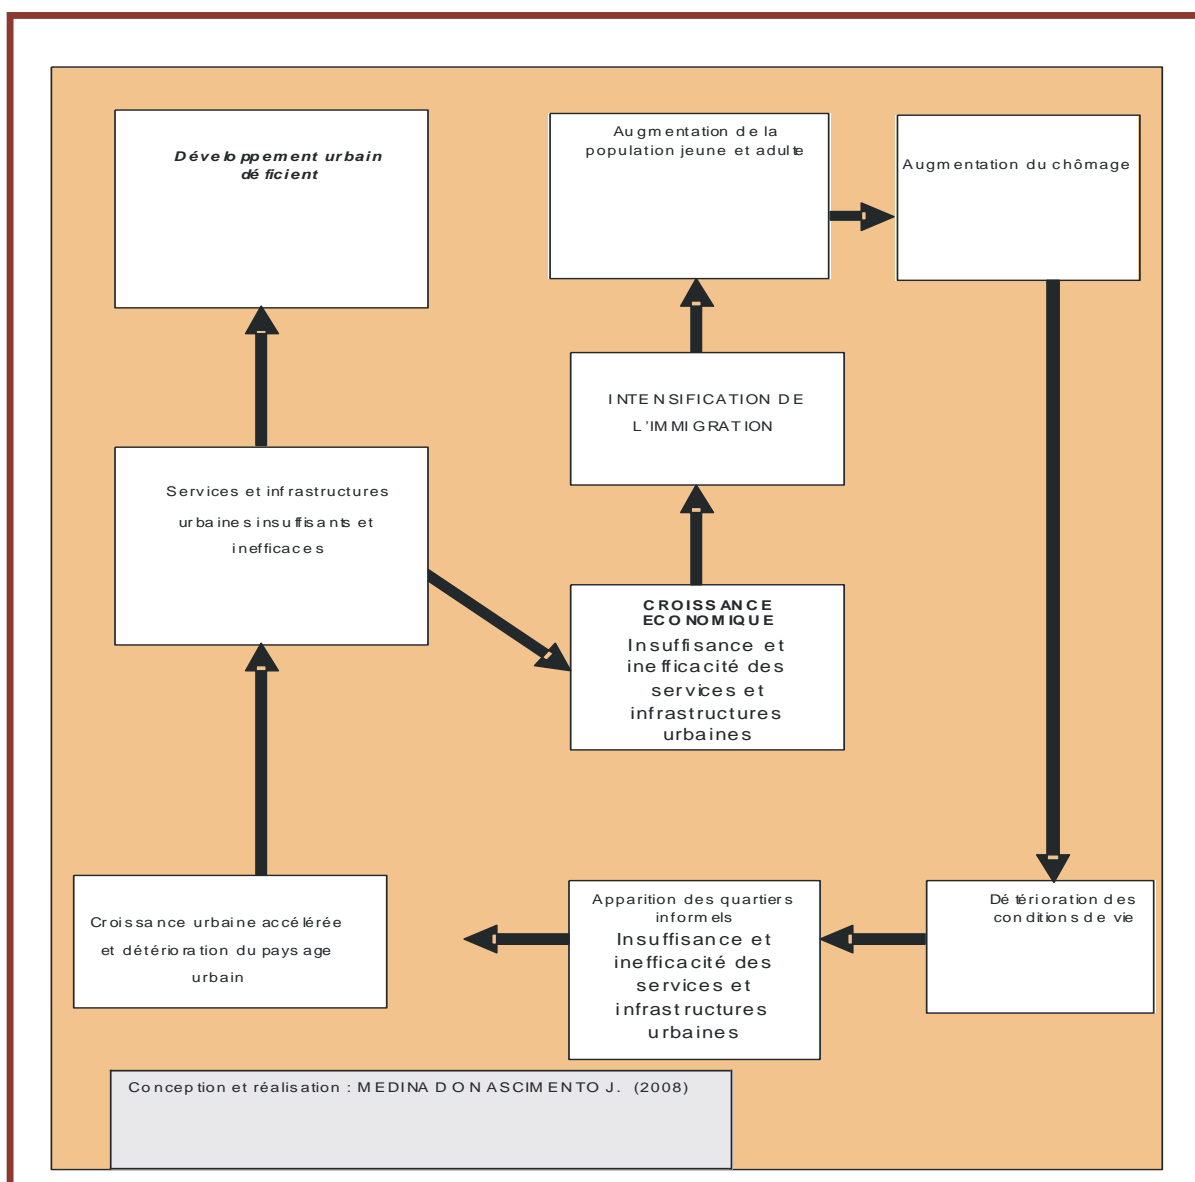 Développement urbain
déficient
Augmentation de la
population jeune et adulte
Augmentation du chômage
INTENSIFICATION DE
L'IMMIGRATION
Services et infrastructures
urbaines insuffisants et
inefficaces
CROISSANCE
ECONOMIQUE
Insuffisance et
inefficacité des
services et
infrastructures
urbaines
Croissance urbaine accélérée
et détérioration du paysage
urbain
Apparition des quartiers
informels
Insuffisance et
inefficacité des
services et
infrastructures
urbaines
Détérioration des
conditions de vie
Conception et réalisation : MEDINA DO NASCIMENTO J. (2008)